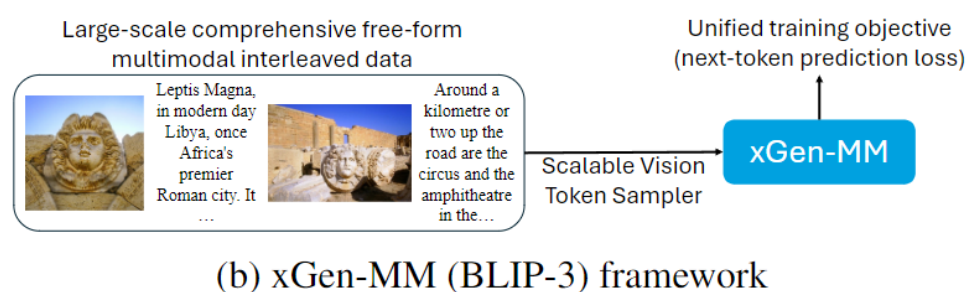 Large-scale comprehensive free-form
multimodal interleaved data
Leptis Magna,
in modern day
Libya, once
Africa's
premier
Roman city. It
…
Around a
kilometre or
two up the
road are the
circus and the
amphitheatre
in the…
Scalable Vision
Token Sampler
Unified training objective
(next-token prediction loss)
xGen-MM
(b) xGen-MM (BLIP-3) framework